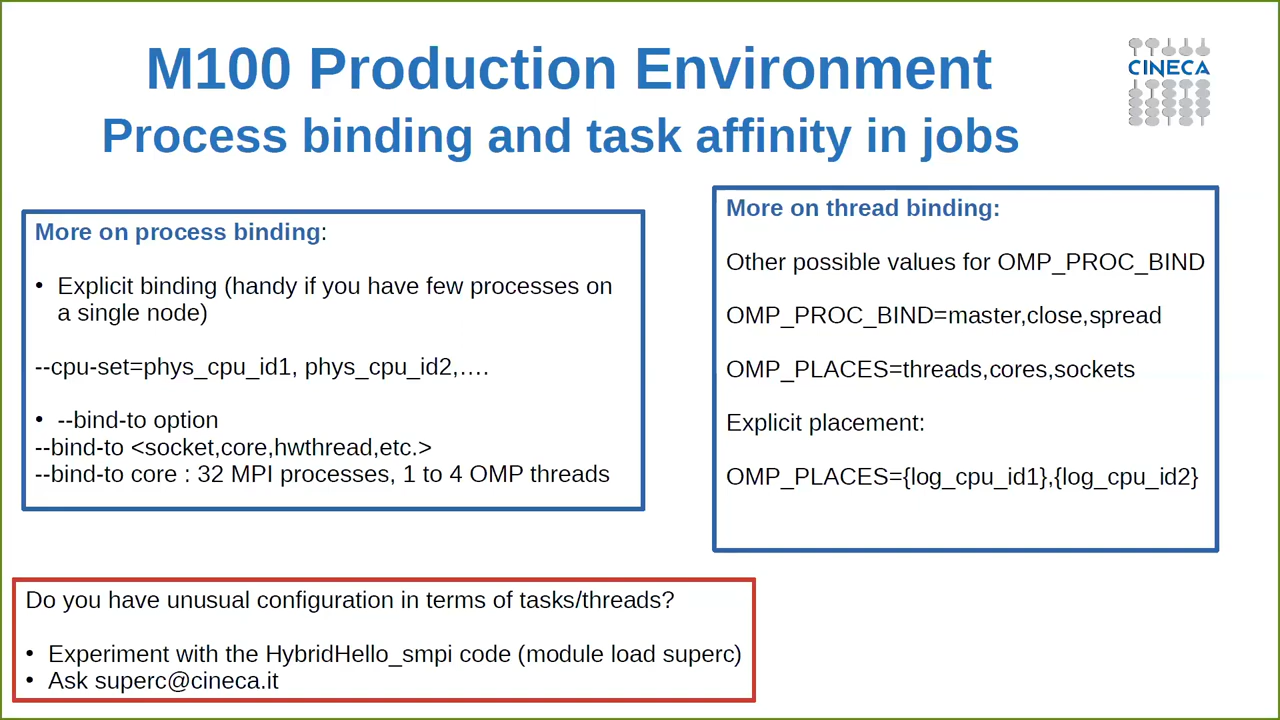 M100 Production Environment
Process binding and task affinity in jobs
CINECA
More on process binding:
• Explicit binding (handy if you have few processes on
a single node)
--cpu-set=phys_cpu_id1, phys_cpu_id2,….
• --bind-to option
--bind-to <socket,core,hwthread,etc.>
--bind-to core : 32 MPI processes, 1 to 4 OMP threads
More on thread binding:
Other possible values for OMP_PROC_BIND
OMP_PROC_BIND=master,close,spread
OMP_PLACES=threads,cores,sockets
Explicit placement:
OMP_PLACES={log_cpu_id1},{log_cpu_id2}
Do you have unusual configuration in terms of tasks/threads?
• Experiment with the HybridHello_smpi code (module load superc)
• Ask superc@cineca.it